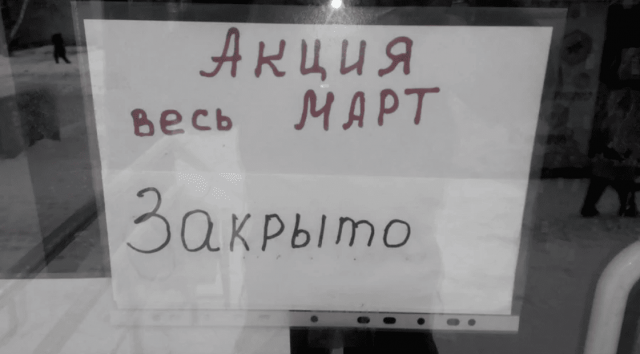 Акция
весь МАРТ
Закрыто